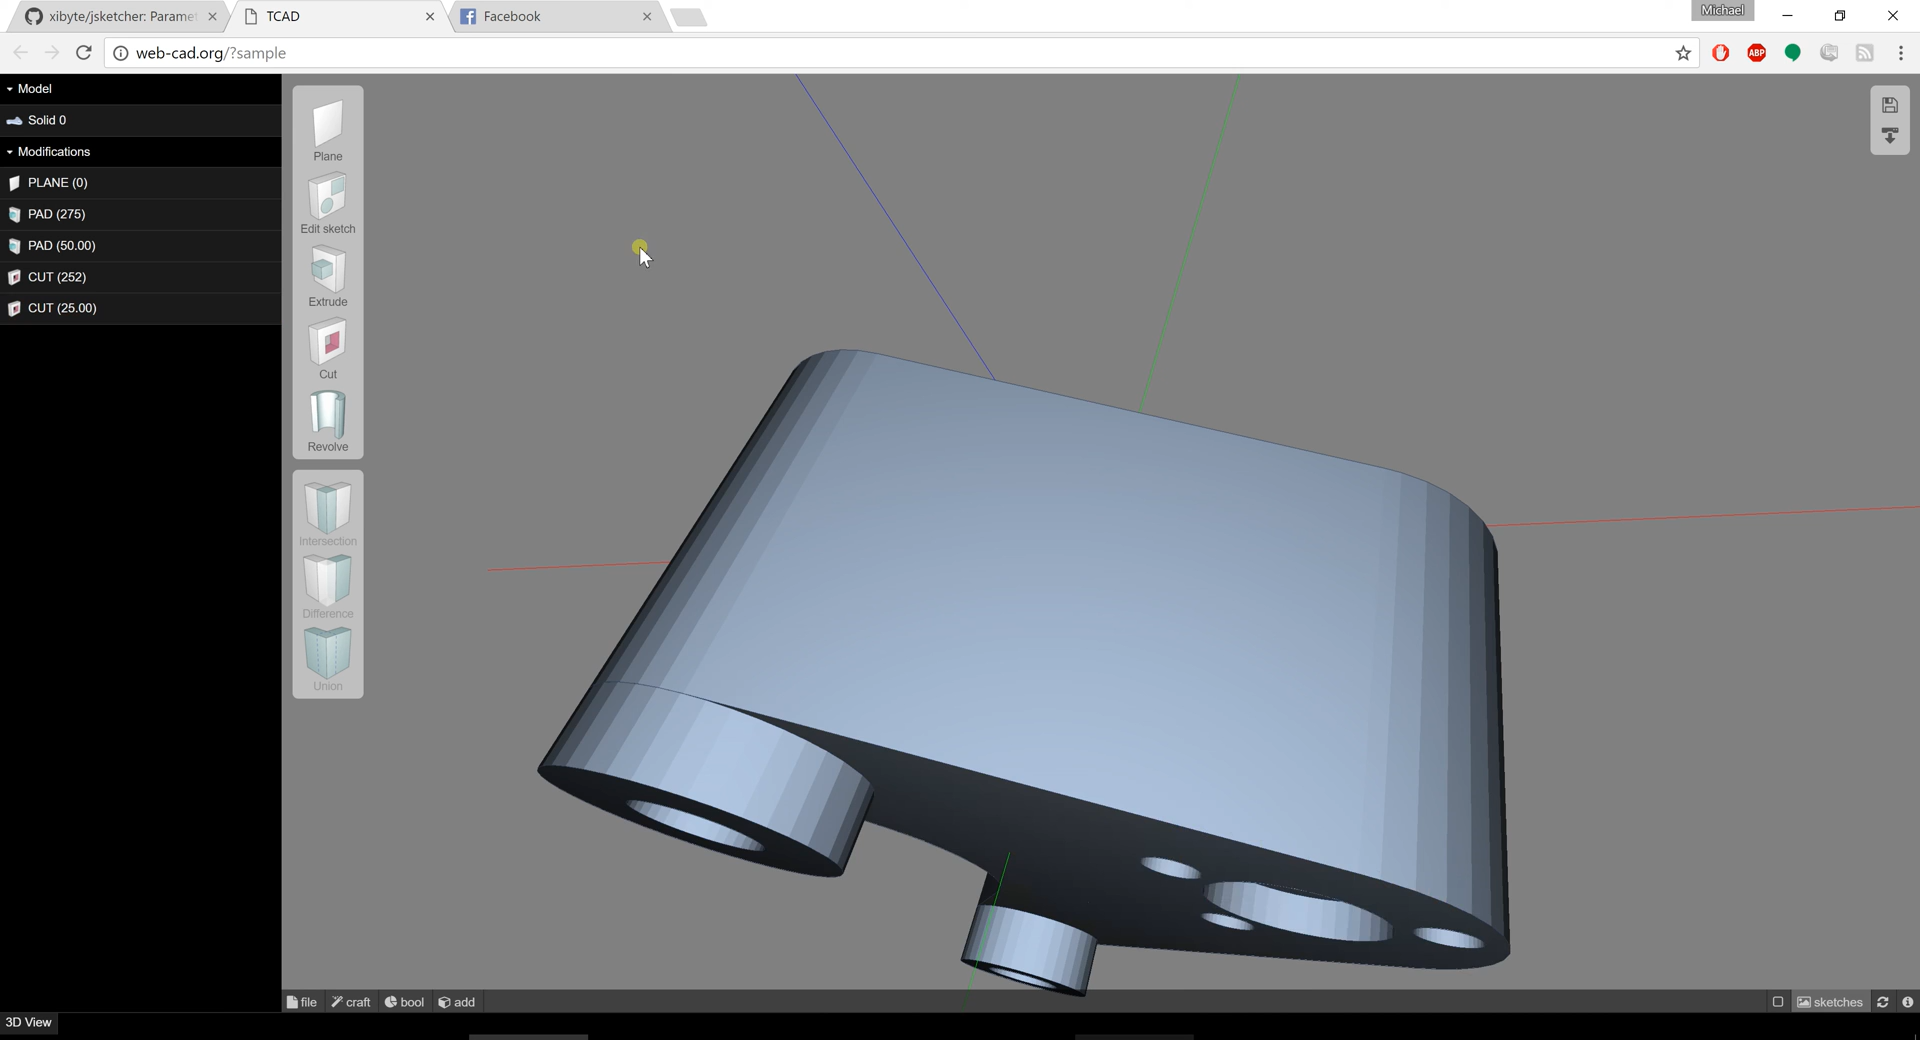 xibyte/jsketcher: Paramet
TCAD
Facebook
Michael
web-cad.org/?sample
ABP
Model
Solid 0
Modifications
PLANE (0)
PAD (275)
PAD (50.00)
CUT (252)
CUT (25.00)
Plane
Edit sketch
Extrude
Cut
Revolve
Intersection
Difference
Union
file
craft
bool
add
sketches
3D View